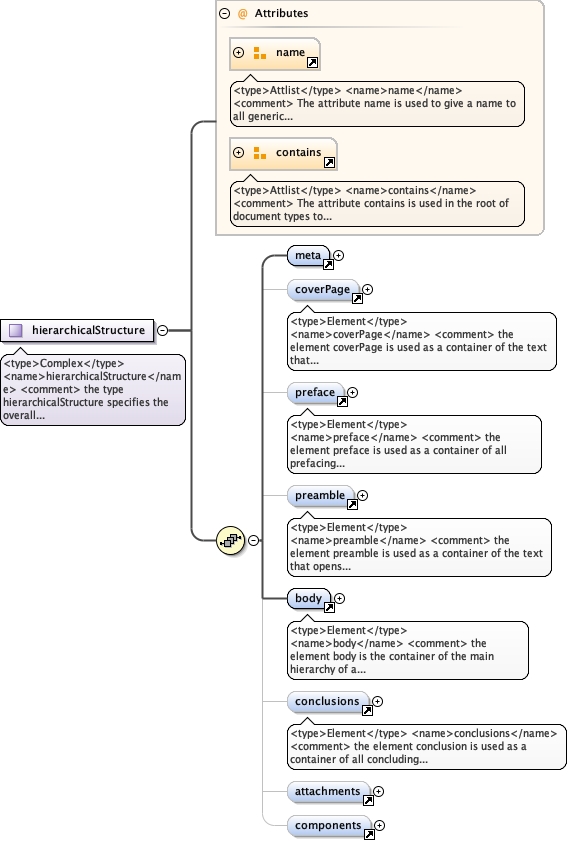 @ Attributes
name
<type>Attlist</type> <name>name</name>
<comment> The attribute name is used to give a name to
all generic...
contains
<type>Attlist</type> <name>contains</name>
<comment> The attribute contains is used in the root of
document types to...
hierarchicalStructure
<type>Complex</type>
<name>hierarchicalStructure</nam
e> <comment> the type
hierarchicalStructure specifies the
overall...
meta
coverPage
<type>Element</type>
<name>coverPage</name> <comment> the
element coverPage is used as a container of the text
that...
preface
<type>Element</type>
<name>preface</name> <comment> the
element preface is used as a container of all
prefacing...
preamble
<type>Element</type>
<name>preamble</name> <comment> the
element preamble is used as a container of the text
that opens...
body
<type>Element</type>
<name>body</name> <comment> the
element body is the container of the main
hierarchy of a...
conclusions
<type>Element</type> <name>conclusions</name>
<comment> the element conclusion is used as a
container of all concluding...
attachments
components